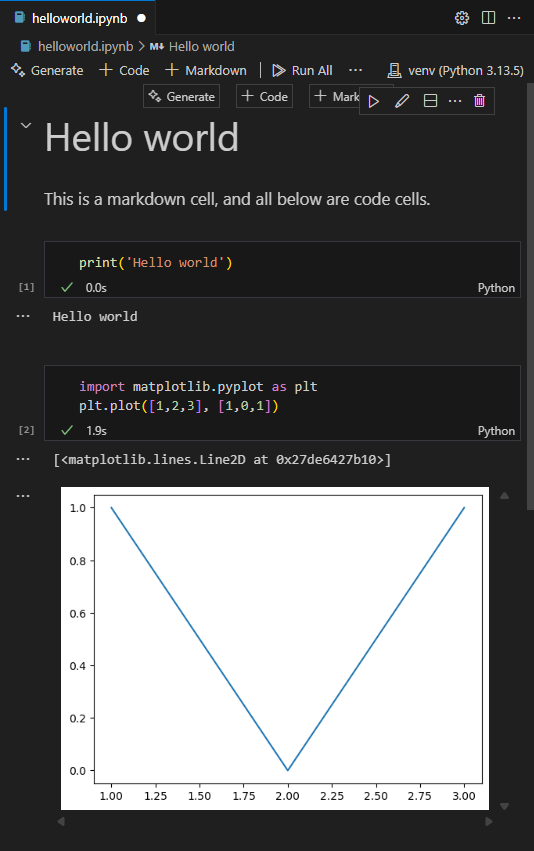 helloworld.ipynb
helloworld.ipynb > M↓ Hello world
Generate + Code + Markdown | Run All ... venv (Python 3.13.5)
Generate + Code + Mark
Hello world
This is a markdown cell, and all below are code cells.
print('Hello world')
[1] 0.0s Python
Hello world
import matplotlib.pyplot as plt
plt.plot([1,2,3], [1,0,1])
[2] 1.9s Python
[<matplotlib.lines.Line2D at 0x27de6427b10>]
1.0
0.8
0.6
0.4
0.2
0.0
1.00 1.25 1.50 1.75 2.00 2.25 2.50 2.75 3.00